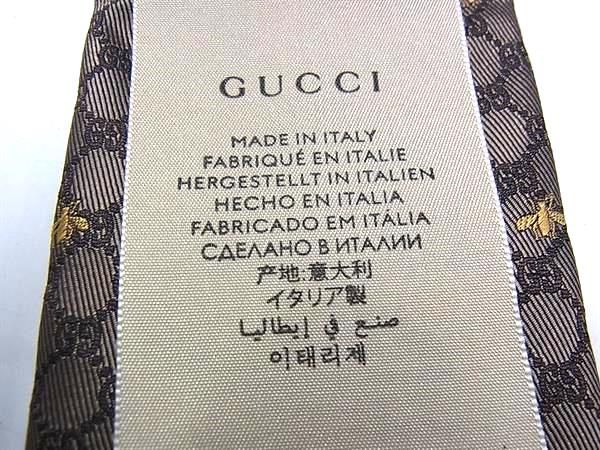 GUCCI
MADE IN ITALY
FABRIQUÉ EN ITALIE
HERGESTELLT IN ITALIEN
HECHO EN ITALIA
FABRICADO EM ITÁLIA
СДЕЛАНО В ИТАЛИИ
产地:意大利
イタリア製
صنع في إيطاليا
이태리제